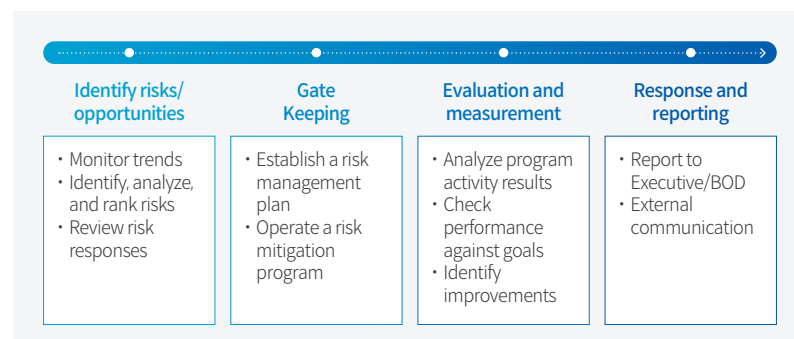 Identify risks/
opportunities
・Monitor trends
・Identify, analyze,
and rank risks
・Review risk
responses
Gate
Keeping
・Establish a risk
management
plan
・Operate a risk
mitigation
program
Evaluation and
measurement
・Analyze program
activity results
・Check
performance
against goals
・Identify
improvements
Response and
reporting
・Report to
Executive/BOD
・External
communication